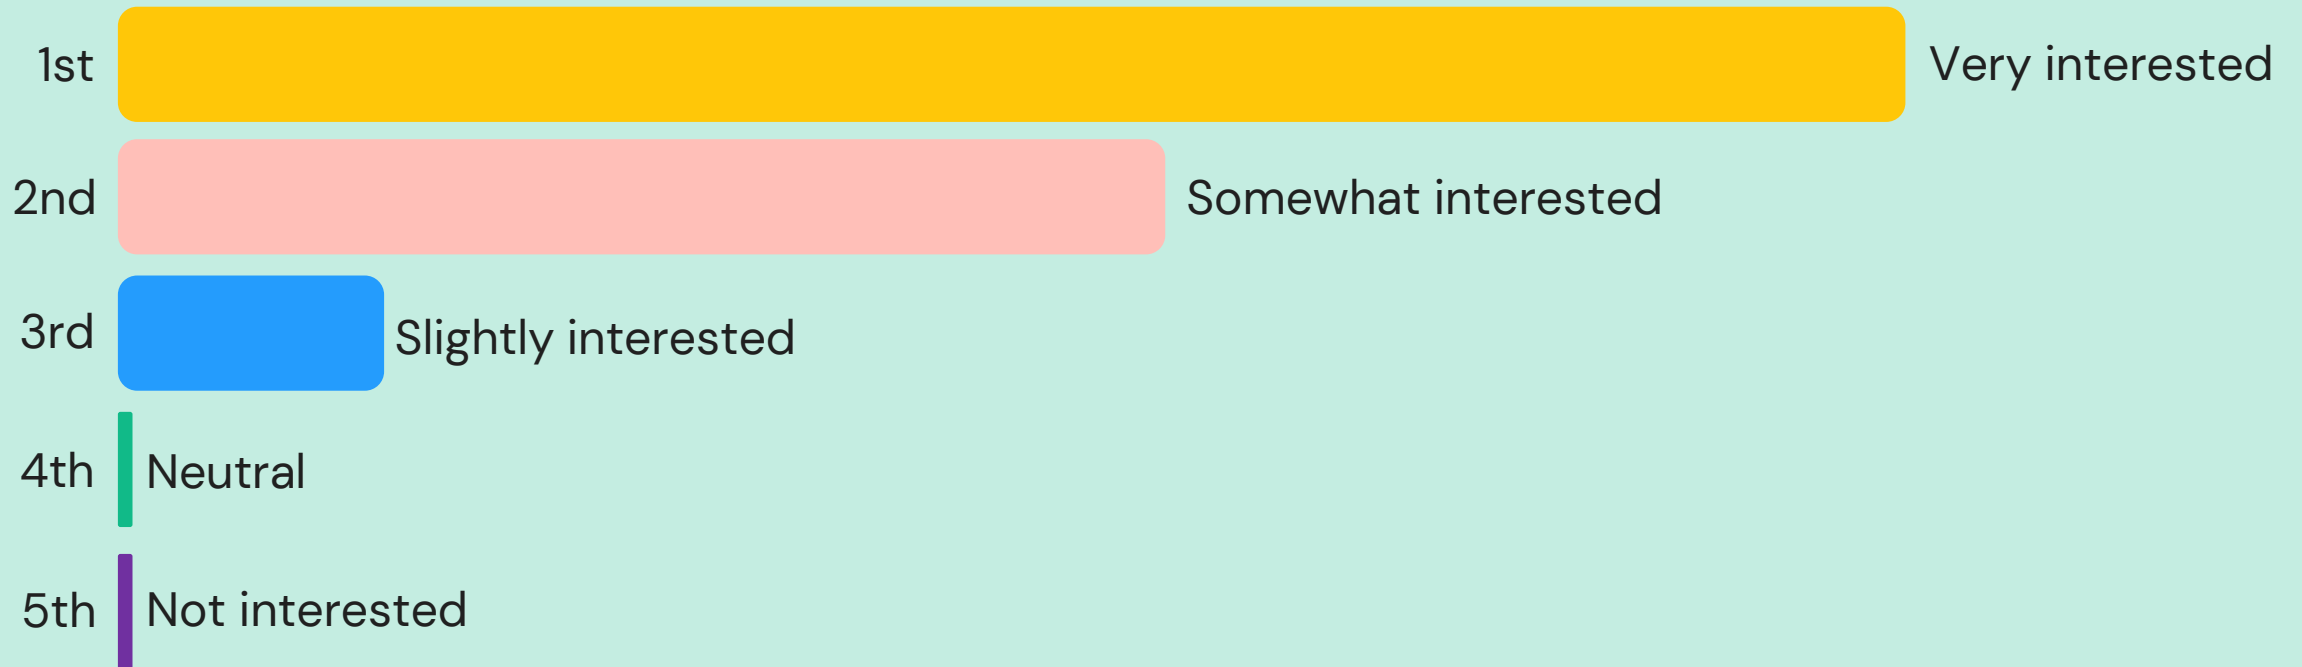 1st Very interested
2nd Somewhat interested
3rd Slightly interested
4th Neutral
5th Not interested